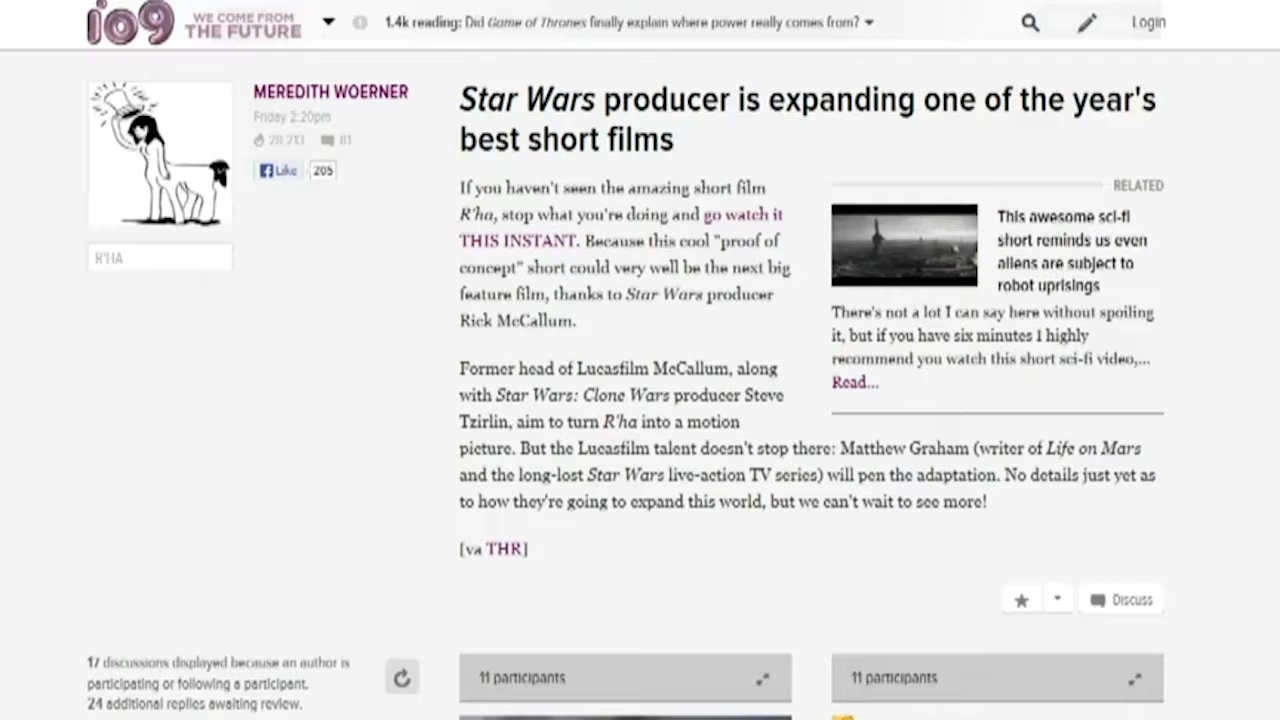 io9 WE COME FROM THE FUTURE
1.4k reading: Did Game of Thrones finally explain where power really comes from?
Login
MEREDITH WOERNER
Friday 2:20pm
81
Like 205
R'HA
Star Wars producer is expanding one of the year's
best short films
If you haven't seen the amazing short film
R'ha, stop what you're doing and go watch it
THIS INSTANT. Because this cool "proof of
concept" short could very well be the next big
feature film, thanks to Star Wars producer
Rick McCallum.
Former head of Lucasfilm McCallum, along
with Star Wars: Clone Wars producer Steve
Tzirlin, aim to turn R'ha into a motion
picture. But the Lucasfilm talent doesn't stop there: Matthew Graham (writer of Life on Mars
and the long-lost Star Wars live-action TV series) will pen the adaptation. No details just yet as
to how they're going to expand this world, but we can't wait to see more!
[va THR]
RELATED
This awesome sci-fi
short reminds us even
aliens are subject to
robot uprisings
There's not a lot I can say here without spoiling
it, but if you have six minutes I highly
recommend you watch this short sci-fi video,...
Read...
Discuss
17 discussions displayed because an author is
participating or following a participant.
24 additional replies awaiting review.
11 participants
11 participants